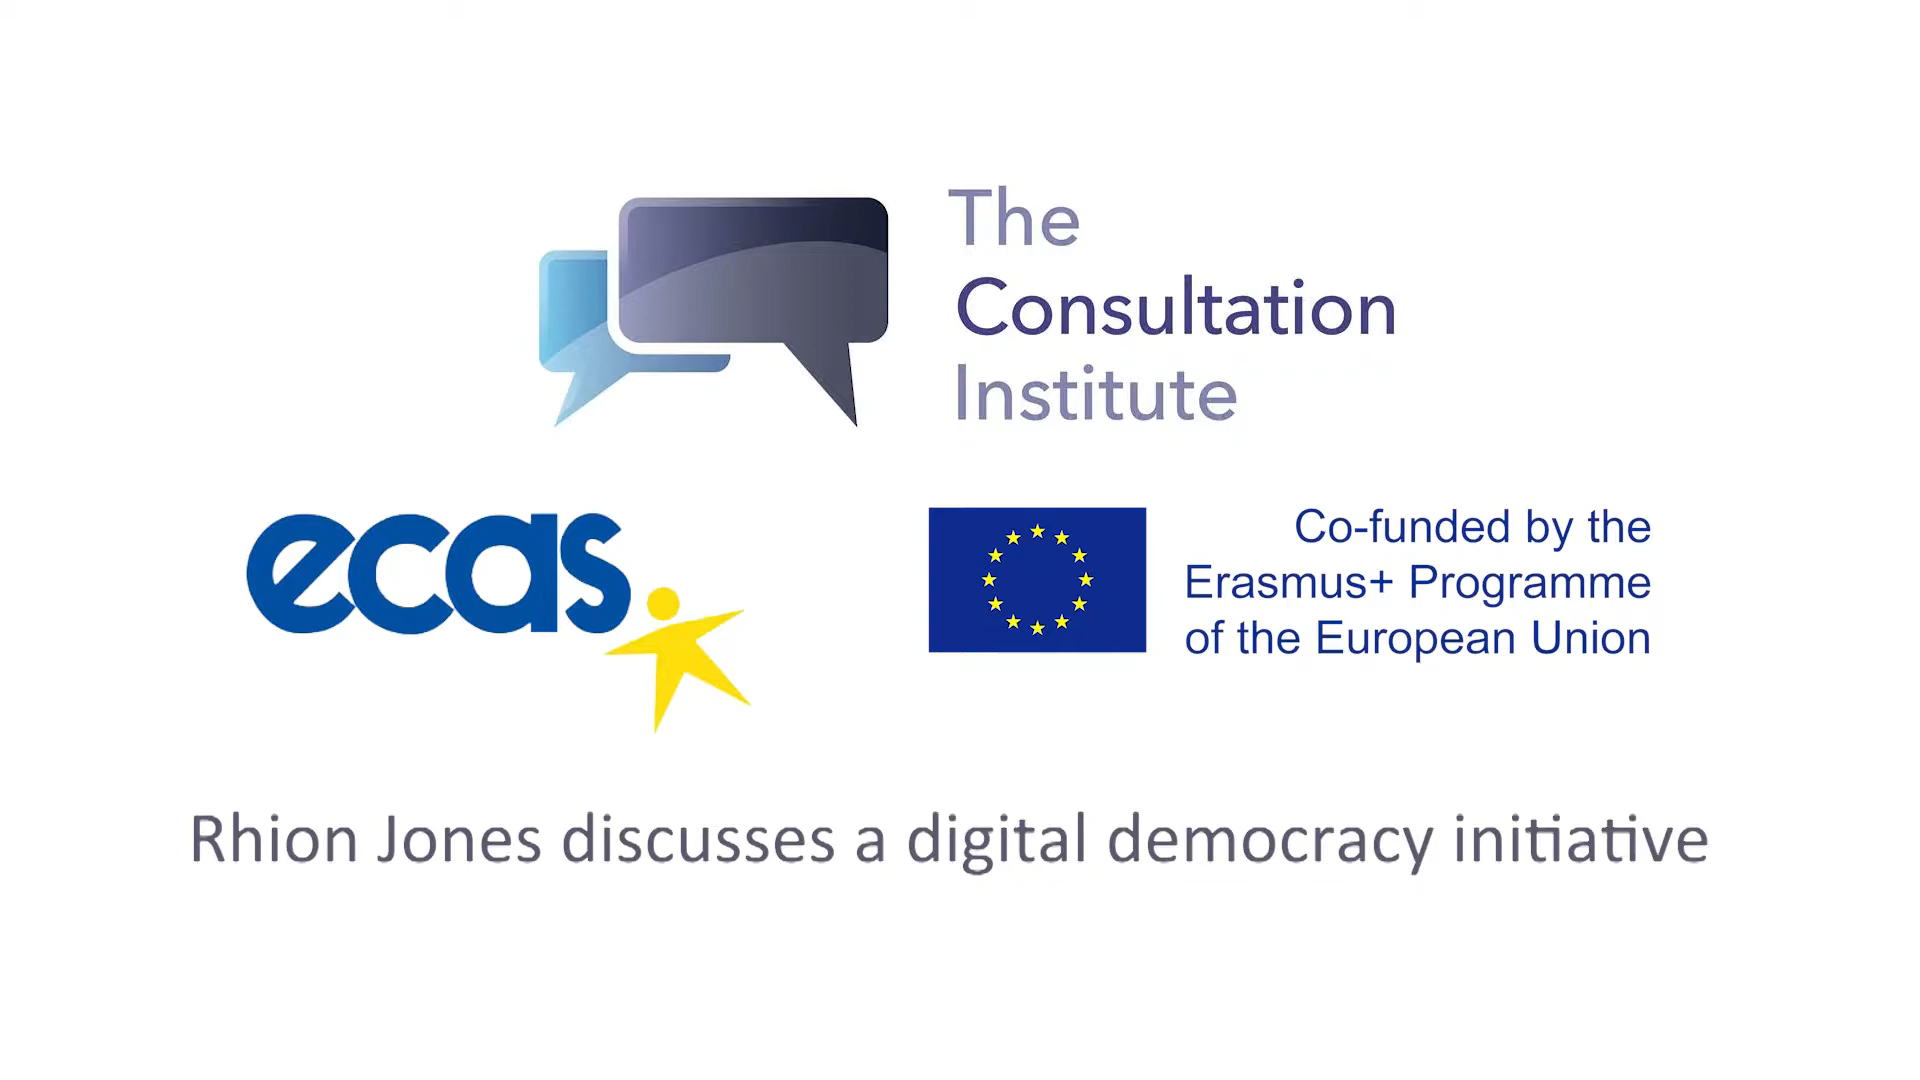 The
Consultation
Institute
ecas
Co-funded by the
Erasmus+ Programme
of the European Union
Rhion Jones discusses a digital democracy initiative